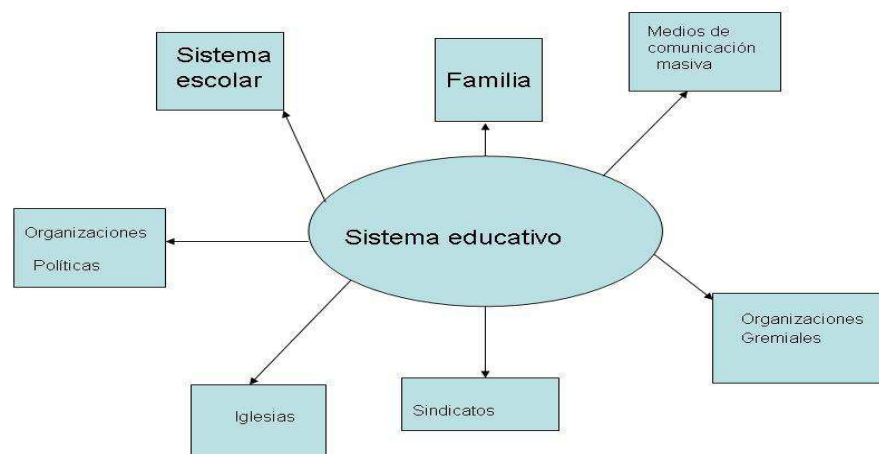 Sistema
escolar
Familia
Medios de
comunicación
masiva
Organizaciones
Políticas
Sistema educativo
Organizaciones
Gremiales
Iglesias
Sindicatos